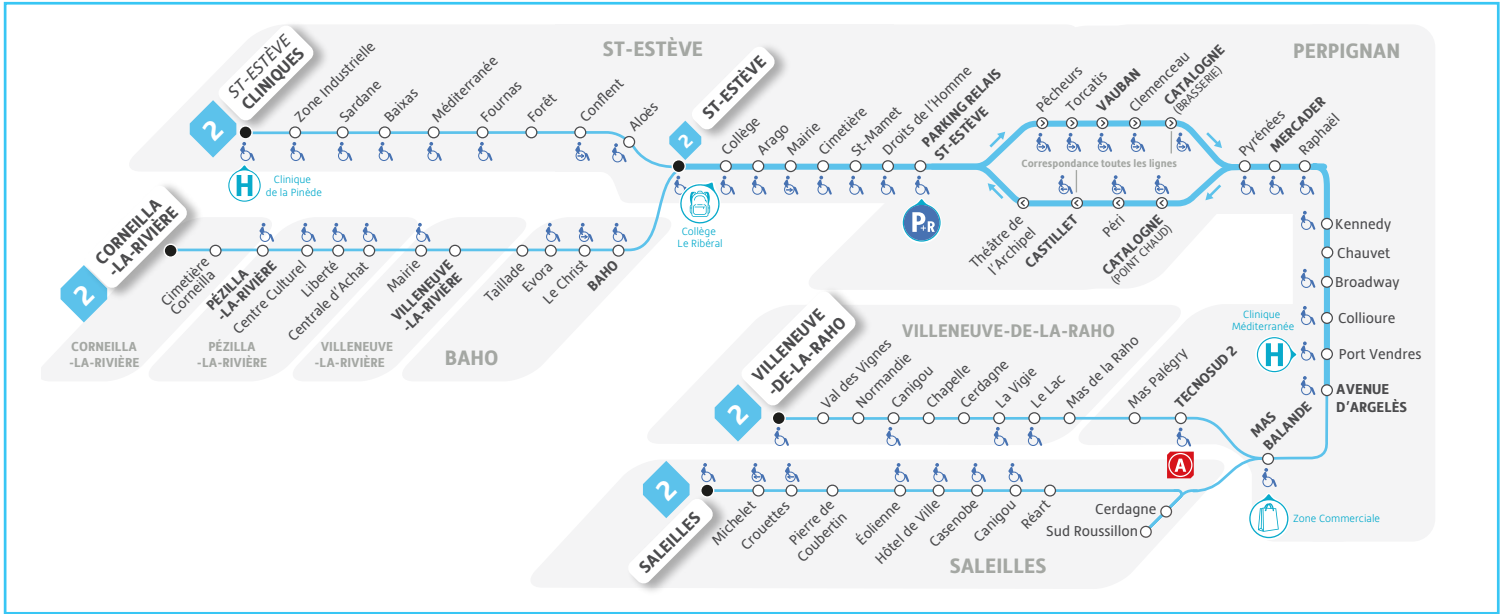 ST-ESTÈVE
PERPIGNAN
2
ST-ESTÈVE
CLINIQUES
Zone Industrielle
Sardane
Baixas
Méditerranée
Fournas
Forêt
Conflent
Aloès
2
ST-ESTÈVE
Collège
Arago
Mairie
Cimetière
St-Mamet
Droits de l'Homme
PARKING RELAIS
ST-ESTÈVE
Pêcheurs
Torcatis
VAUBAN
Clemenceau
CATALOGNE
(BRASSERIE)
Correspondance toutes les lignes
Théâtre de
l'Archipel
CASTILLET
Péri
CATALOGNE
(POINT CHAUD)
Pyrénées
MERCADER
Raphaël
H
Clinique
de la Pinède
Collège
Le Ribéral
P+R
2
CORNEILLA
-LA-RIVIÈRE
Cimetière
Corneilla
PÉZILLA
-LA-RIVIÈRE
Centre Culturel
Liberté
Centrale d'Achat
Mairie
VILLENEUVE
-LA-RIVIÈRE
Taillade
Evora
Le Christ
BAHO
CORNEILLA
-LA-RIVIÈRE
PÉZILLA
-LA-RIVIÈRE
VILLENEUVE
-LA-RIVIÈRE
BAHO
Kennedy
Chauvet
Broadway
Collioure
Port Vendres
AVENUE
D'ARGELÈS
Clinique
Méditerranée
H
VILLENEUVE-DE-LA-RAHO
2
VILLENEUVE
-DE-LA-RAHO
Val des Vignes
Normandie
Canigou
Chapelle
Cerdagne
La Vigie
Le Lac
Mas de la Raho
Mas Palégry
TECNOSUD 2
A
MAS
BALANDE
Zone Commerciale
2
SALEILLES
Michelet
Crouettes
Pierre de
Coubertin
Éolienne
Hôtel de Ville
Casenobe
Canigou
Réart
Cerdagne
Sud Roussillon
SALEILLES